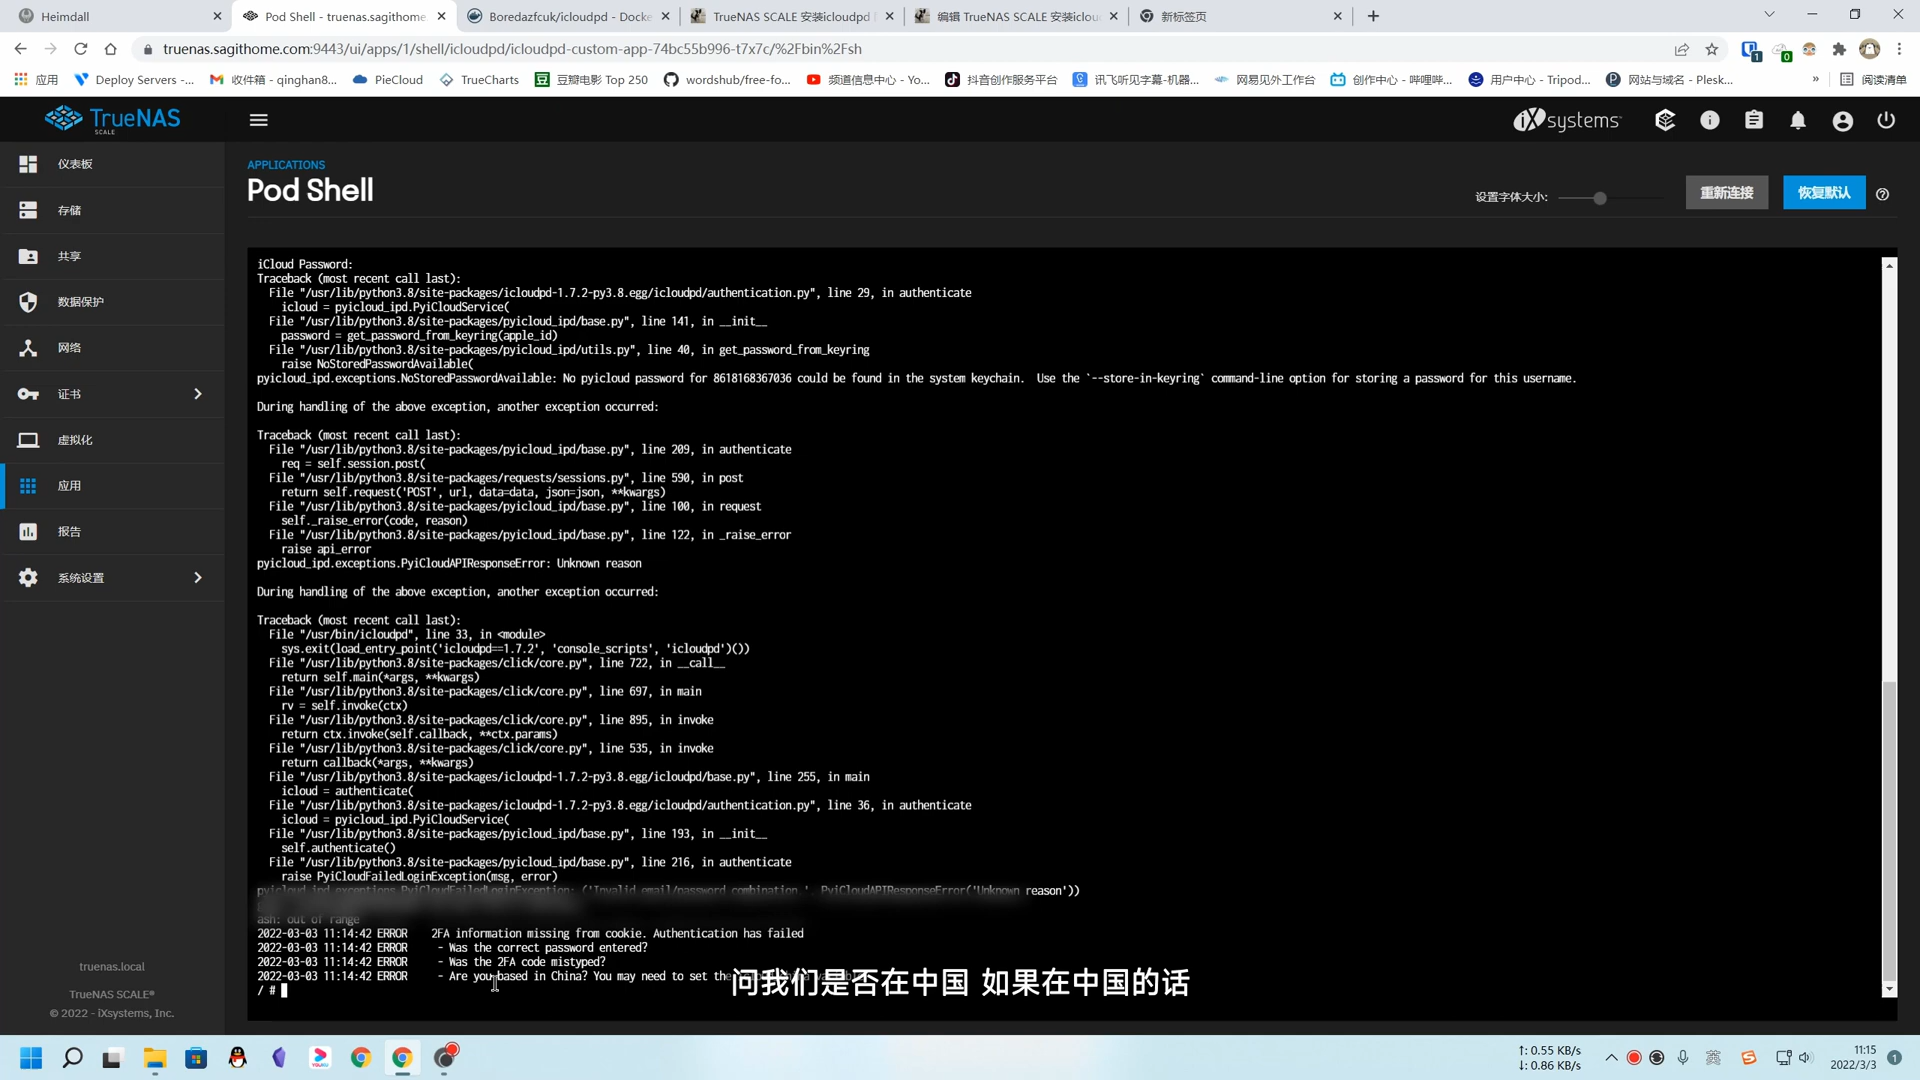 Heimdall
Pod Shell - truenas.sagithome
Boredazfcuk/icloudpd - Docke
TrueNAS SCALE 安装icloudpd
编辑 TrueNAS SCALE 安装iclou
新标签页
truenas.sagithome.com:9443/ui/apps/1/shell/icloudpd/icloudpd-custom-app-74bc55b996-t7x7c/%2Fbin%2Fsh
应用
Deploy Servers -...
收件箱 - qinghan8...
PieCloud
TrueCharts
豆瓣电影 Top 250
wordshub/free-fo...
频道信息中心 - Yo...
抖音创作服务平台
讯飞听见字幕-机器...
网易见外工作台
创作中心 - 哔哩哔...
用户中心 - Tripod...
网站与域名 - Plesk...
»
阅读清单
TrueNAS
SCALE
iXsystems
仪表板
存储
共享
数据保护
网络
证书
虚拟化
应用
报告
系统设置
truenas.local
TrueNAS SCALE®
© 2022 - iXsystems, Inc.
APPLICATIONS
Pod Shell
设置字体大小:
重新连接
恢复默认
iCloud Password:
Traceback (most recent call last):
File "/usr/lib/python3.8/site-packages/icloudpd-1.7.2-py3.8.egg/icloudpd/authentication.py", line 29, in authenticate
icloud = pyicloud_ipd.PyiCloudService(
File "/usr/lib/python3.8/site-packages/pyicloud_ipd/base.py", line 141, in __init__
password = get_password_from_keyring(apple_id)
File "/usr/lib/python3.8/site-packages/pyicloud_ipd/utils.py", line 40, in get_password_from_keyring
raise NoStoredPasswordAvailable(
pyicloud_ipd.exceptions.NoStoredPasswordAvailable: No pyicloud password for 8618168367036 could be found in the system keychain.  Use the `--store-in-keyring` command-line option for storing a password for this username.
During handling of the above exception, another exception occurred:
Traceback (most recent call last):
File "/usr/lib/python3.8/site-packages/pyicloud_ipd/base.py", line 209, in authenticate
req = self.session.post(
File "/usr/lib/python3.8/site-packages/requests/sessions.py", line 590, in post
return self.request('POST', url, data=data, json=json, **kwargs)
File "/usr/lib/python3.8/site-packages/pyicloud_ipd/base.py", line 100, in request
self._raise_error(code, reason)
File "/usr/lib/python3.8/site-packages/pyicloud_ipd/base.py", line 122, in _raise_error
raise api_error
pyicloud_ipd.exceptions.PyiCloudAPIResponseError: Unknown reason
During handling of the above exception, another exception occurred:
Traceback (most recent call last):
File "/usr/bin/icloudpd", line 33, in <module>
sys.exit(load_entry_point('icloudpd==1.7.2', 'console_scripts', 'icloudpd')())
File "/usr/lib/python3.8/site-packages/click/core.py", line 722, in __call__
return self.main(*args, **kwargs)
File "/usr/lib/python3.8/site-packages/click/core.py", line 697, in main
rv = self.invoke(ctx)
File "/usr/lib/python3.8/site-packages/click/core.py", line 895, in invoke
return ctx.invoke(self.callback, **ctx.params)
File "/usr/lib/python3.8/site-packages/click/core.py", line 535, in invoke
return callback(*args, **kwargs)
File "/usr/lib/python3.8/site-packages/icloudpd-1.7.2-py3.8.egg/icloudpd/base.py", line 255, in main
icloud = authenticate(
File "/usr/lib/python3.8/site-packages/icloudpd-1.7.2-py3.8.egg/icloudpd/authentication.py", line 36, in authenticate
icloud = pyicloud_ipd.PyiCloudService(
File "/usr/lib/python3.8/site-packages/pyicloud_ipd/base.py", line 193, in __init__
self.authenticate()
File "/usr/lib/python3.8/site-packages/pyicloud_ipd/base.py", line 216, in authenticate
raise PyiCloudFailedLoginException(msg, error)
pyicloud_ipd.exceptions.PyiCloudFailedLoginException: ('Invalid email/password combination.', PyiCloudAPIResponseError('Unknown reason'))
ash: out of range
2022-03-03 11:14:42 ERROR    2FA information missing from cookie. Authentication has failed
2022-03-03 11:14:42 ERROR     - Was the correct password entered?
2022-03-03 11:14:42 ERROR     - Was the 2FA code mistyped?
2022-03-03 11:14:42 ERROR     - Are you based in China? You may need to set the
/ #
问我们是否在中国 如果在中国的话
↑: 0.55 KB/s
↓: 0.86 KB/s
英
11:15
2022/3/3
1